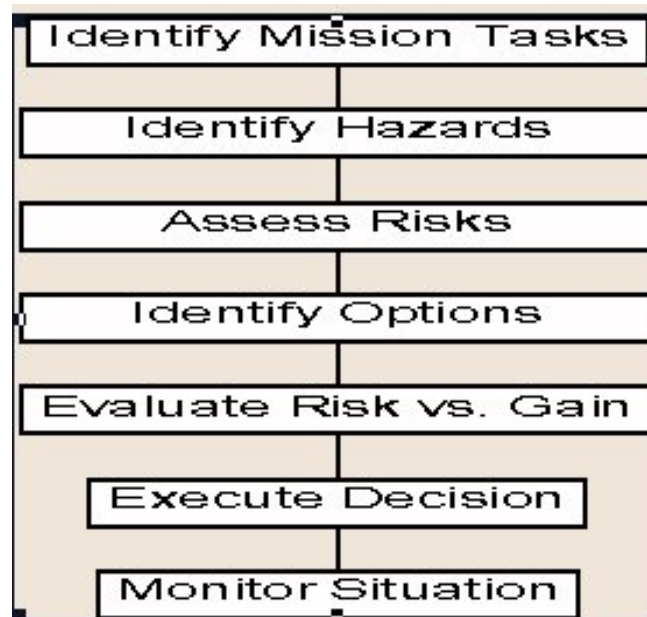 Identify Mission Tasks
Identify Hazards
Assess Risks
Identify Options
Evaluate Risk vs. Gain
Execute Decision
Monitor Situation